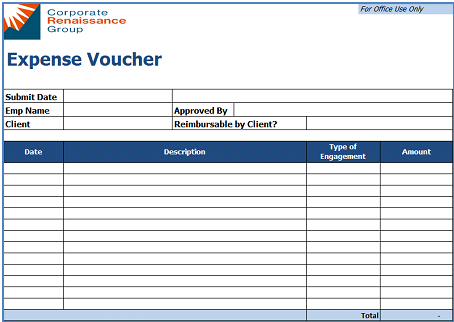 Corporate
Renaissance
Group
For Office Use Only
Expense Voucher
Submit Date
Emp Name Approved By
Client Reimbursable by Client?
Date Description Type of Engagement Amount
Total -